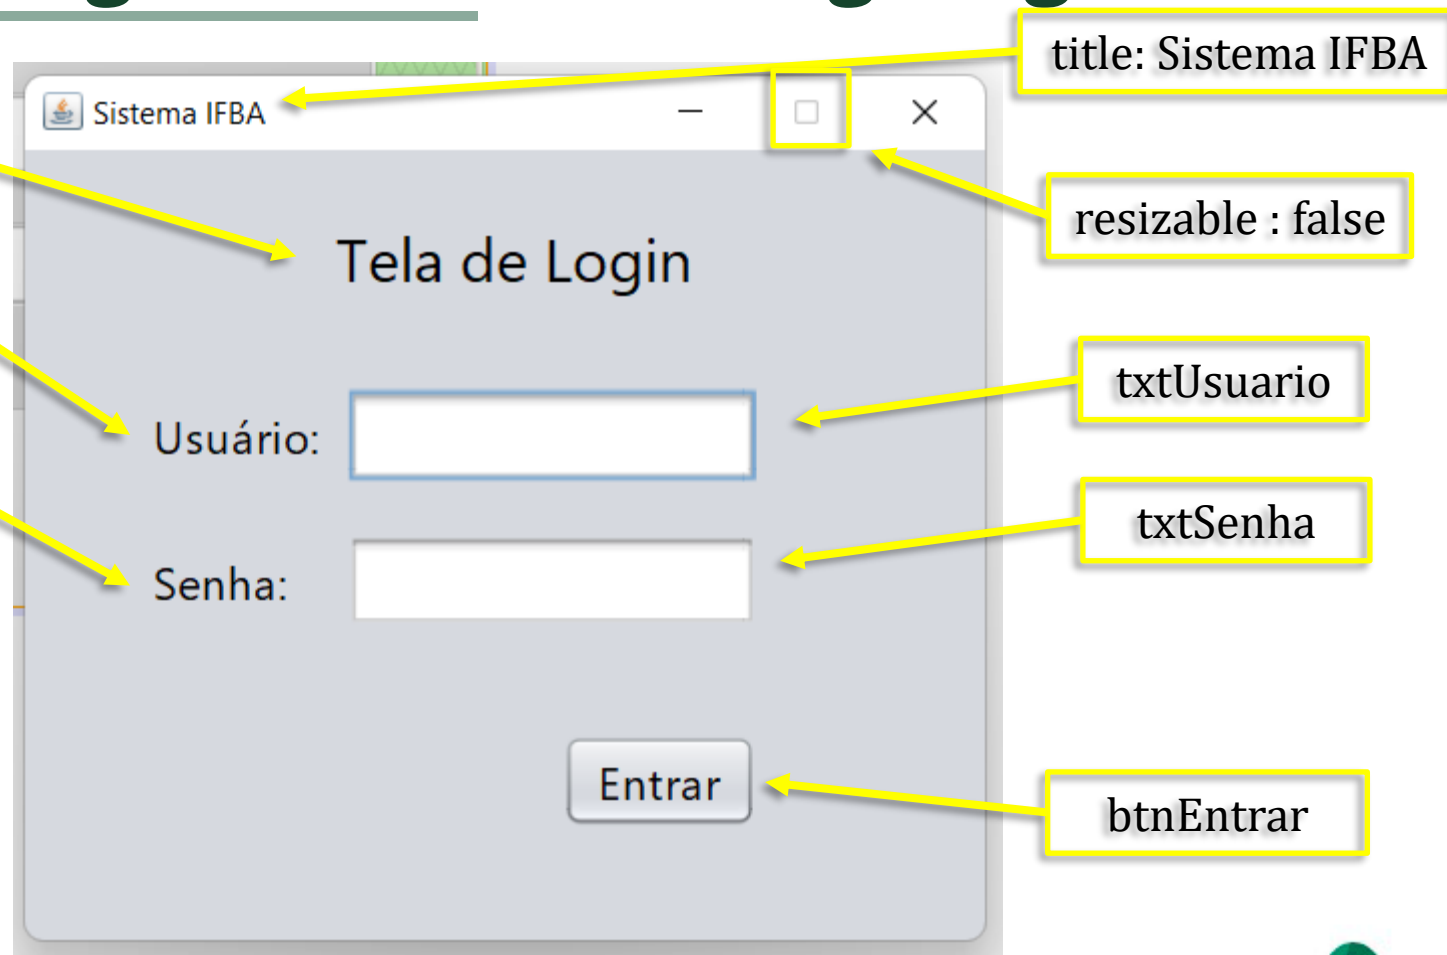 title: Sistema IFBA
Sistema IFBA
resizable : false
Tela de Login
txtUsuario
Usuário:
txtSenha
Senha:
Entrar
btnEntrar